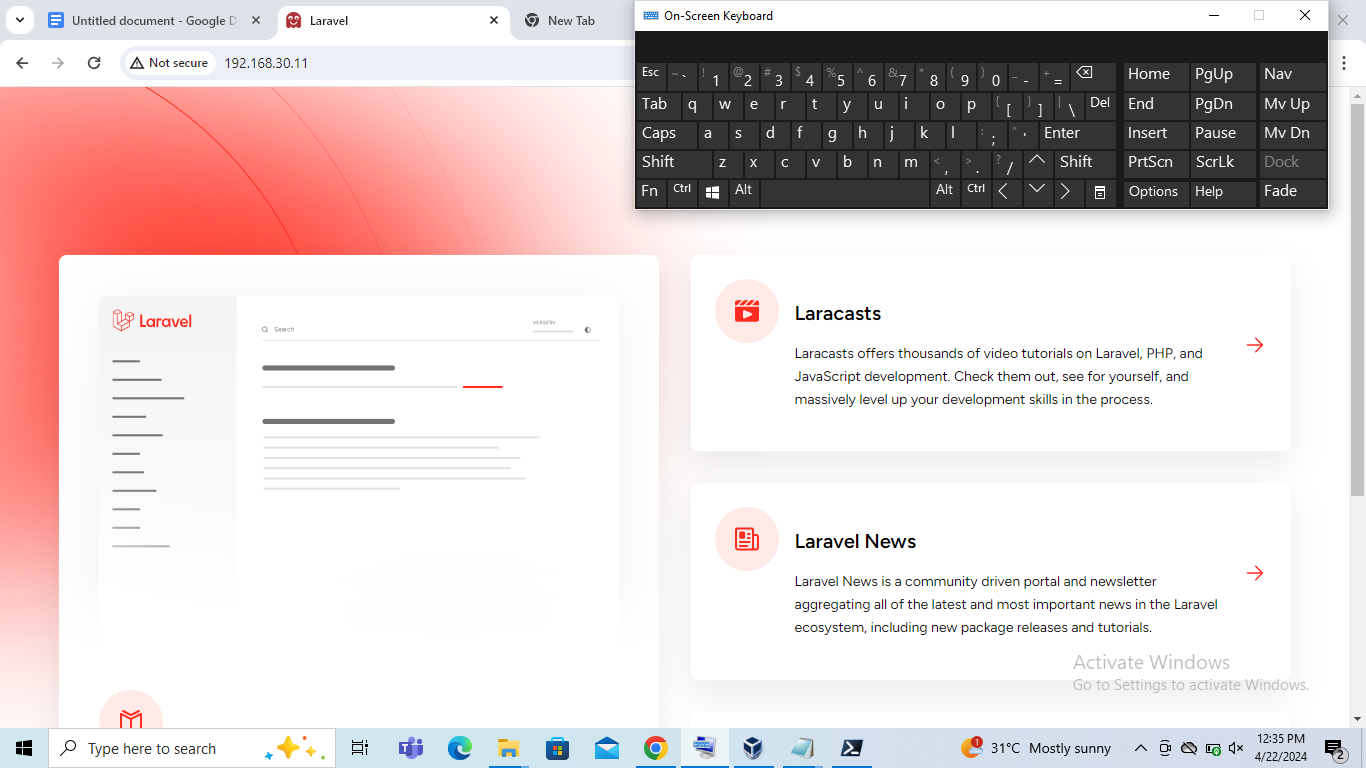 Untitled document - Google D
Laravel
New Tab
On-Screen Keyboard
Not secure
192.168.30.11
Esc ~ ` ! 1 @ 2 # 3 $ 4 % 5 ^ 6 & 7 * 8 ( 9 ) 0 _ - + = Home PgUp Nav
Tab q w e r t y u i o p { [ } ] | \ Del End PgDn Mv Up
Caps a s d f g h j k l : ; " ' Enter Insert Pause Mv Dn
Shift z x c v b n m < , > . ? / Shift PrtScn ScrLk Dock
Fn Ctrl Alt Alt Ctrl Options Help Fade
Laravel
Search
VERSION
Laracasts
Laracasts offers thousands of video tutorials on Laravel, PHP, and
JavaScript development. Check them out, see for yourself, and
massively level up your development skills in the process.
Laravel News
Laravel News is a community driven portal and newsletter
aggregating all of the latest and most important news in the Laravel
ecosystem, including new package releases and tutorials.
Activate Windows
Go to Settings to activate Windows.
Type here to search
1
31°C Mostly sunny
12:35 PM
4/22/2024
2